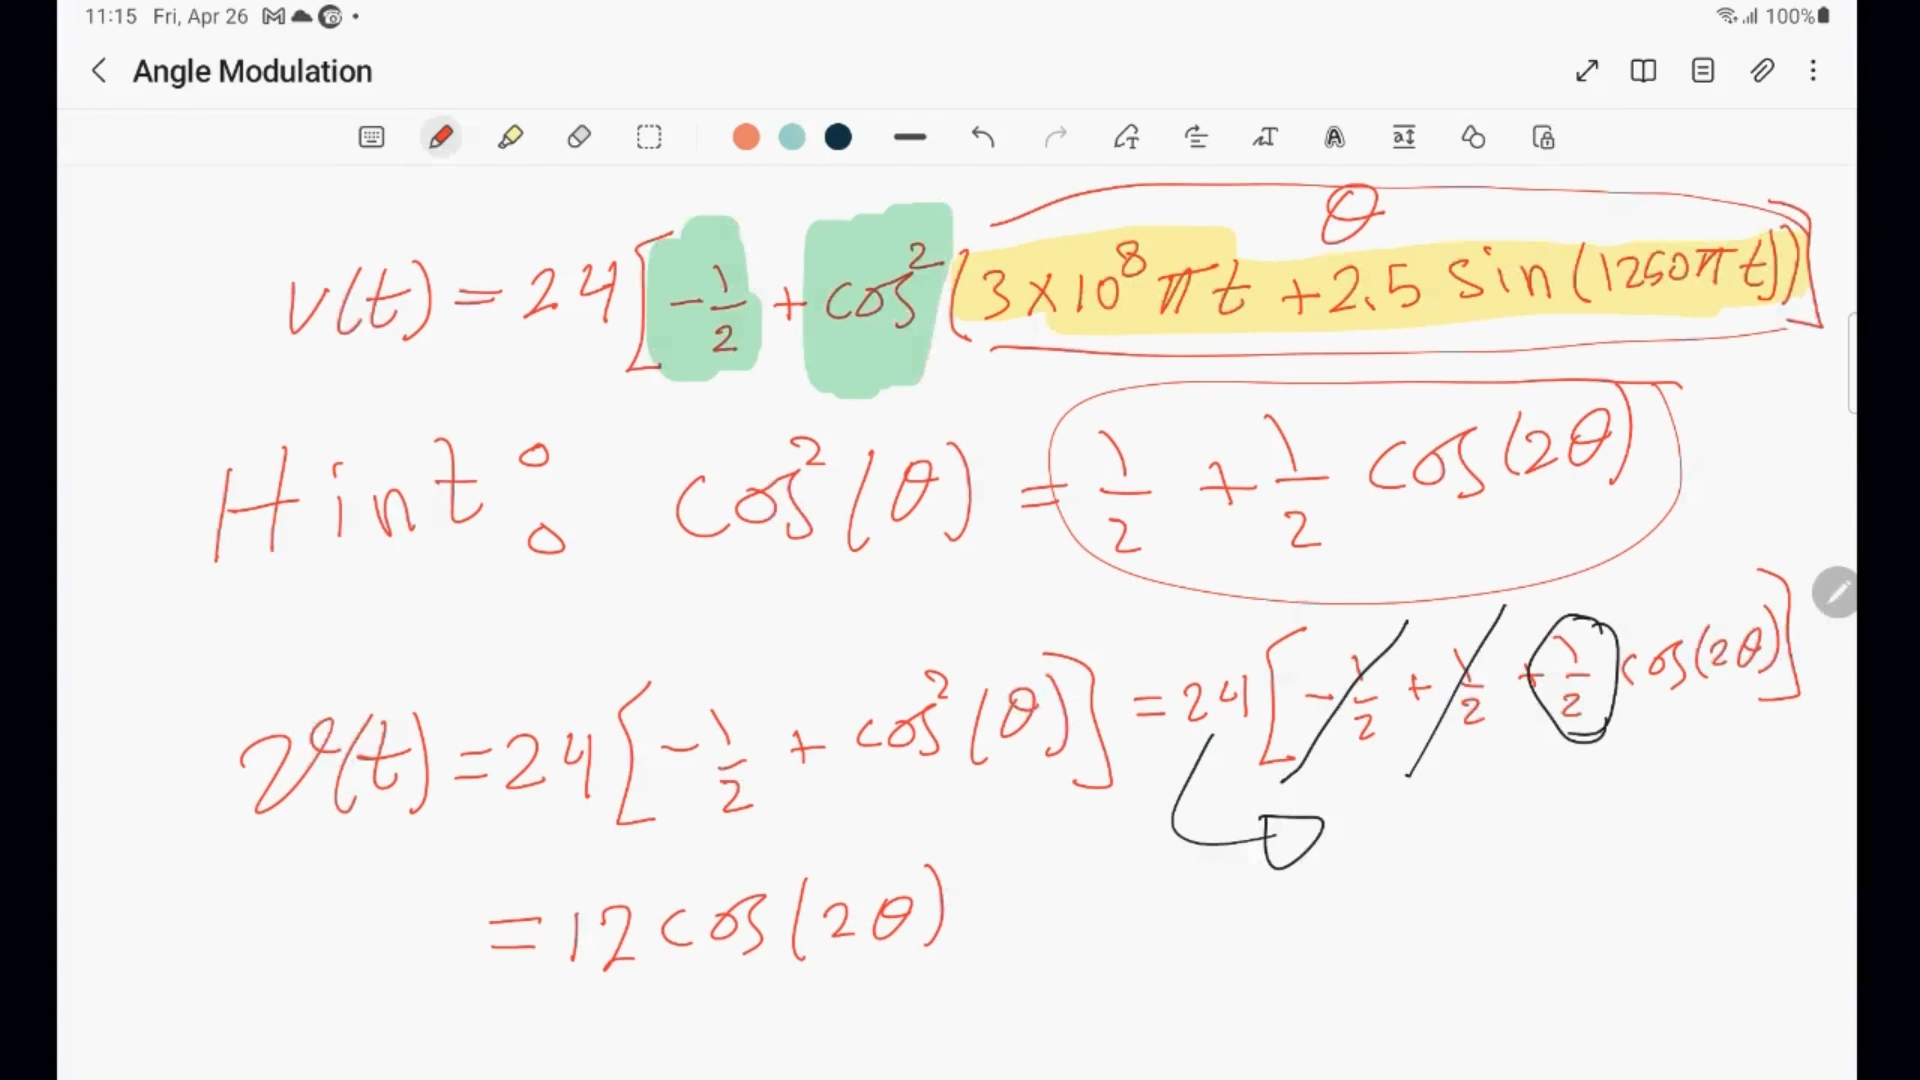 11:15 Fri, Apr 26 100%
Angle Modulation
θ
v(t) = 24[-1/2 + cos²(3×10⁸πt + 2.5 sin(1250πt))]
Hint: cos²(θ) = 1/2 + 1/2 cos(2θ)
v(t) = 24[-1/2 + cos²(θ)] = 24[-1/2 + 1/2 + 1/2 cos(2θ)]
= 12 cos(2θ)